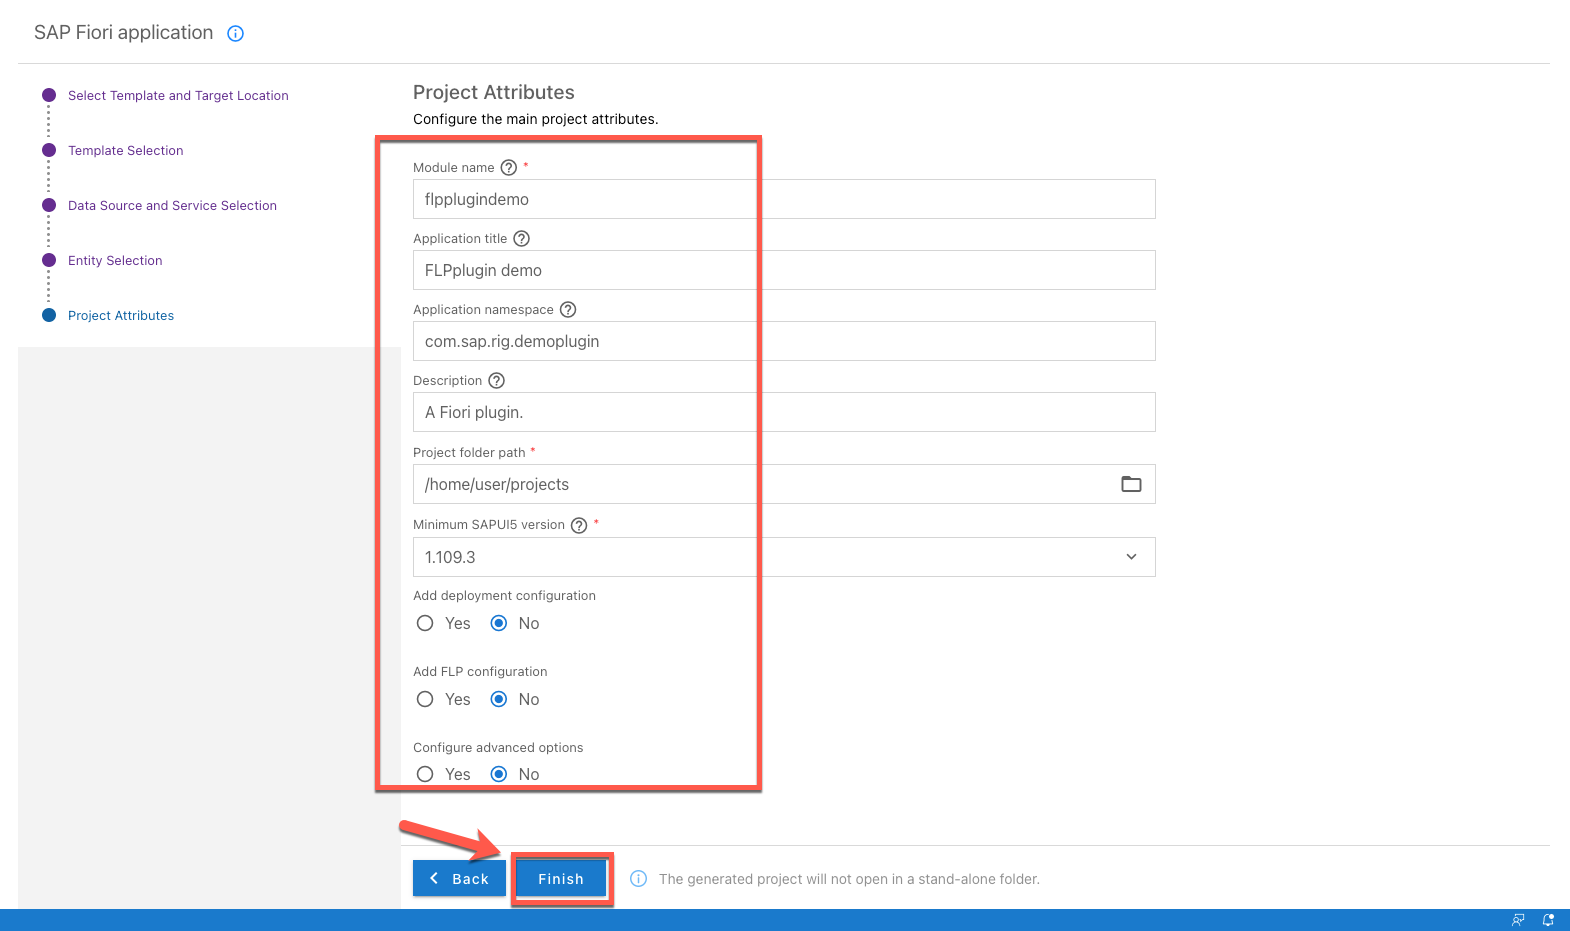 SAP Fiori application
Select Template and Target Location
Template Selection
Data Source and Service Selection
Entity Selection
Project Attributes
Project Attributes
Configure the main project attributes.
Module name *
flpplugindemo
Application title
FLPplugin demo
Application namespace
com.sap.rig.demoplugin
Description
A Fiori plugin.
Project folder path *
/home/user/projects
Minimum SAPUI5 version *
1.109.3
Add deployment configuration
Yes No
Add FLP configuration
Yes No
Configure advanced options
Yes No
Back Finish The generated project will not open in a stand-alone folder.